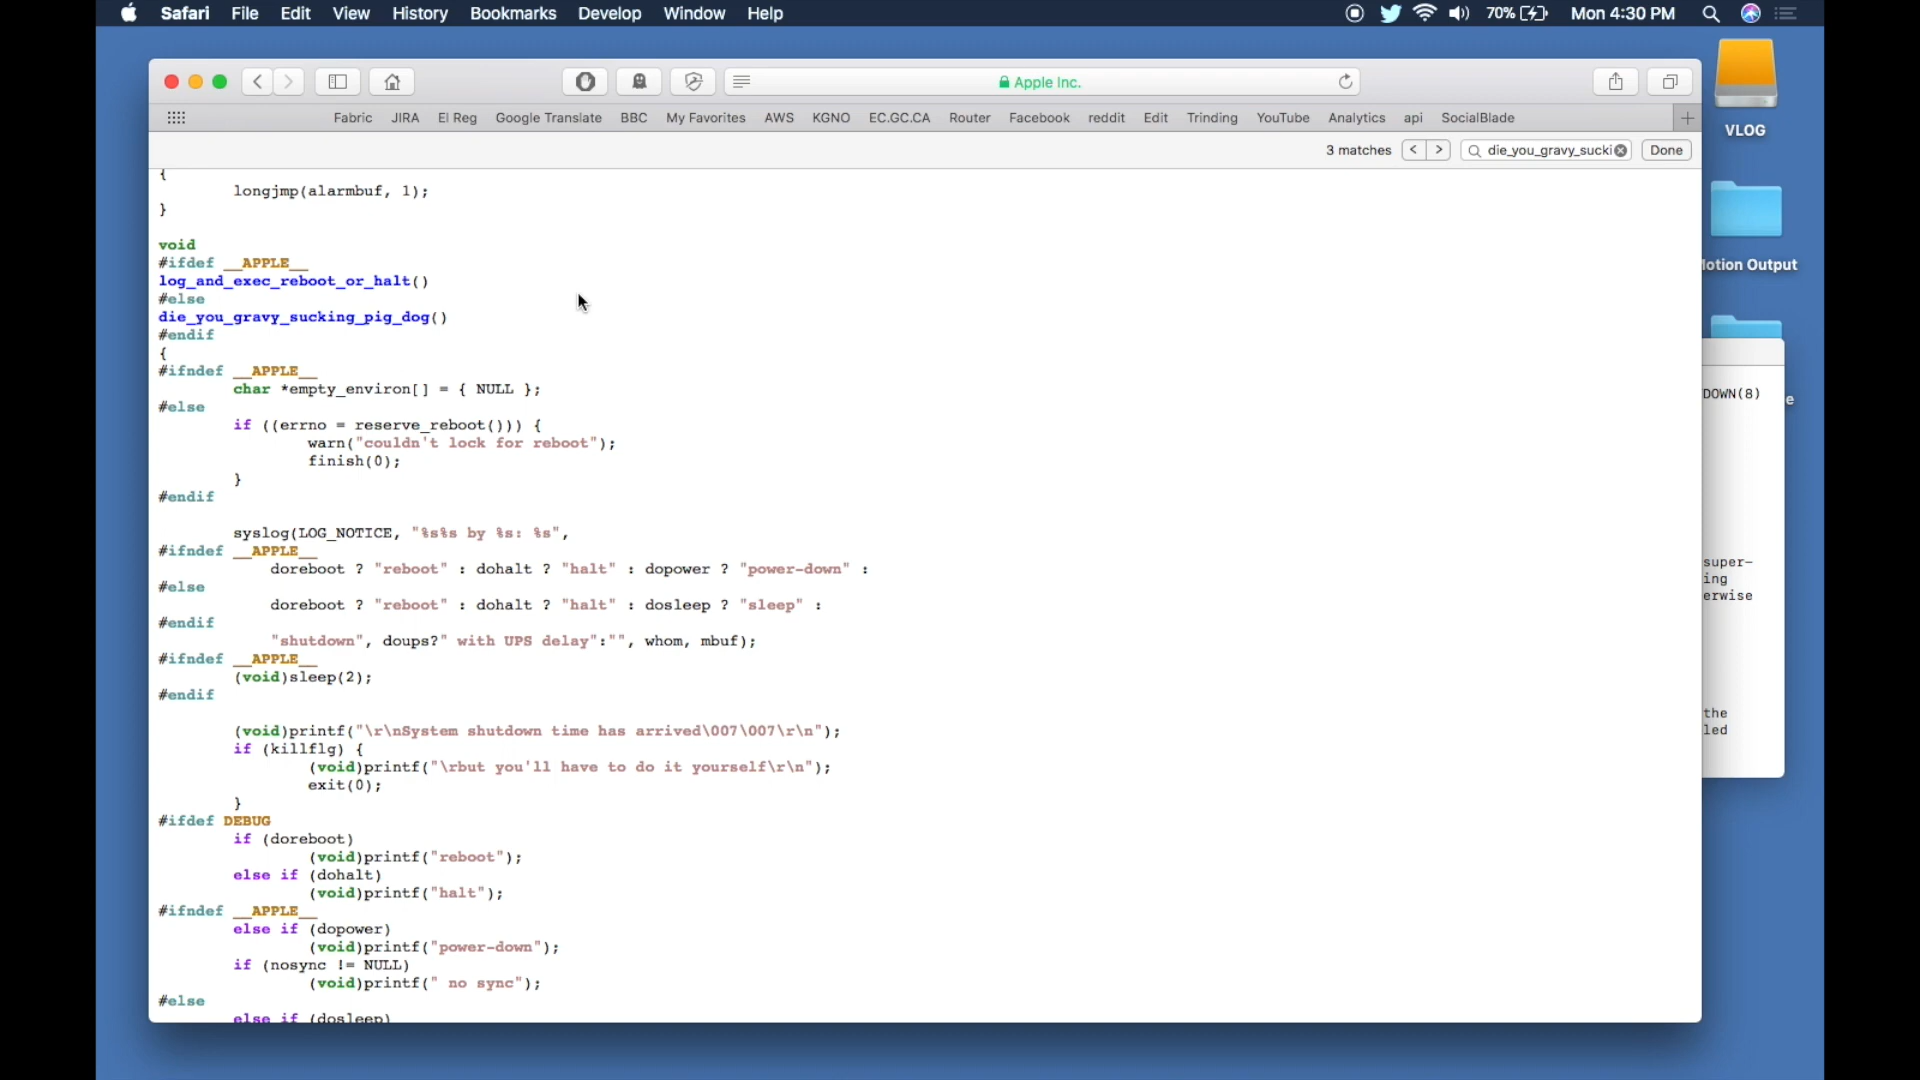 Safari File Edit View History Bookmarks Develop Window Help 70% Mon 4:30 PM
Apple Inc.
Fabric JIRA El Reg Google Translate BBC My Favorites AWS KGNO EC.GC.CA Router Facebook reddit Edit Trinding YouTube Analytics api SocialBlade
3 matches die_you_gravy_sucki Done
{
longjmp(alarmbuf, 1);
}
void
#ifdef __APPLE__
log_and_exec_reboot_or_halt()
#else
die_you_gravy_sucking_pig_dog()
#endif
{
#ifndef __APPLE__
char *empty_environ[] = { NULL };
#else
if ((errno = reserve_reboot())) {
warn("couldn't lock for reboot");
finish(0);
}
#endif
syslog(LOG_NOTICE, "%s%s by %s: %s",
#ifndef __APPLE__
doreboot ? "reboot" : dohalt ? "halt" : dopower ? "power-down" :
#else
doreboot ? "reboot" : dohalt ? "halt" : dosleep ? "sleep" :
#endif
"shutdown", doups?" with UPS delay":"", whom, mbuf);
#ifndef __APPLE__
(void)sleep(2);
#endif
(void)printf("\r\nSystem shutdown time has arrived\007\007\r\n");
if (killflg) {
(void)printf("\rbut you'll have to do it yourself\r\n");
exit(0);
}
#ifdef DEBUG
if (doreboot)
(void)printf("reboot");
else if (dohalt)
(void)printf("halt");
#ifndef __APPLE__
else if (dopower)
(void)printf("power-down");
if (nosync != NULL)
(void)printf(" no sync");
#else
else if (dosleep)
VLOG
Motion Output
DOWN(8)
e
super-
ing
erwise
the
led